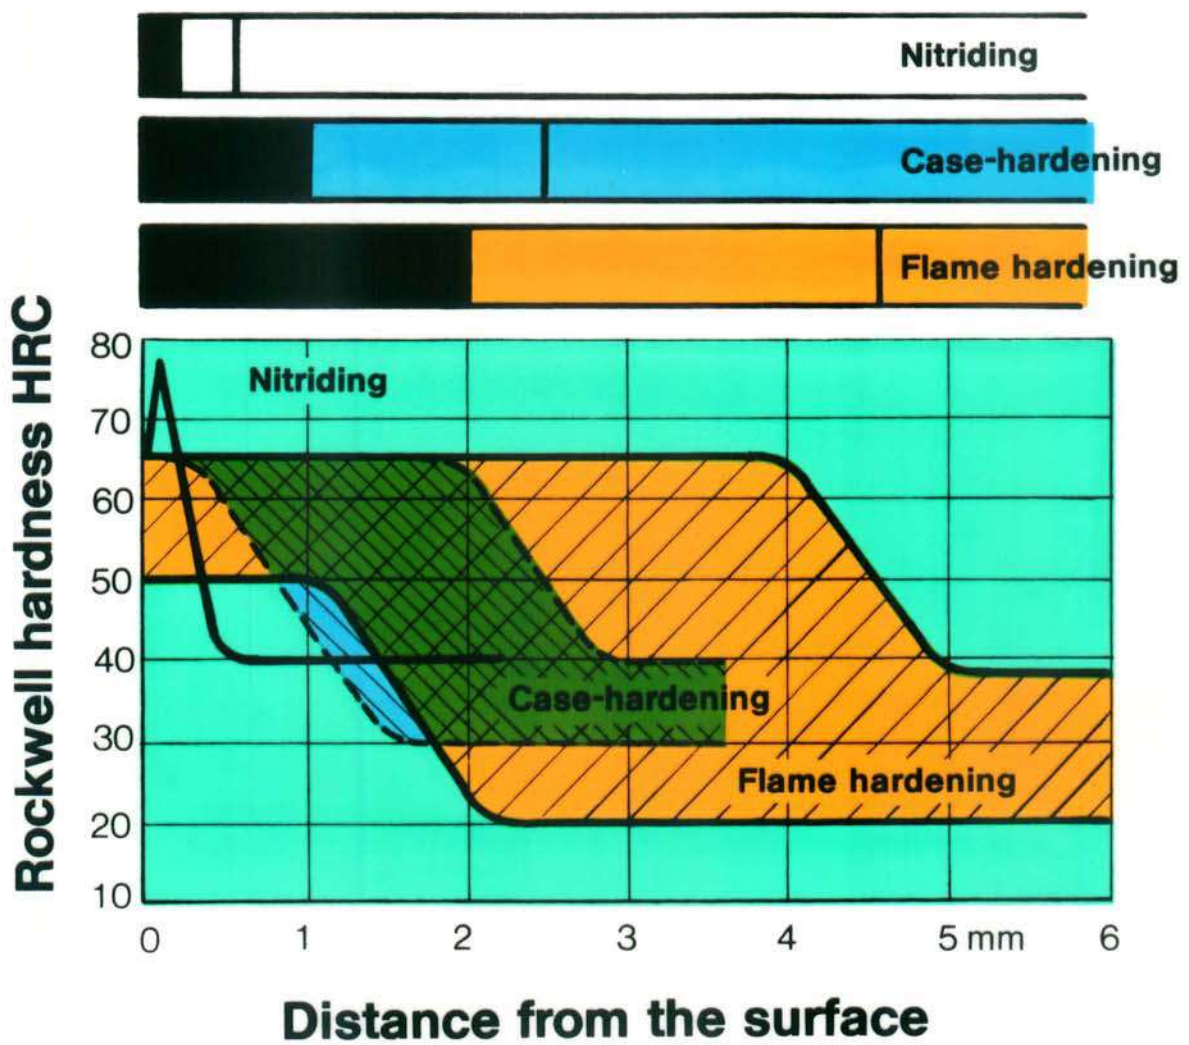 Nitriding
Case-hardening
Flame hardening
Rockwell hardness HRC
80
70
60
50
40
30
20
10
Nitriding
Case-hardening
Flame hardening
0 1 2 3 4 5 mm 6
Distance from the surface